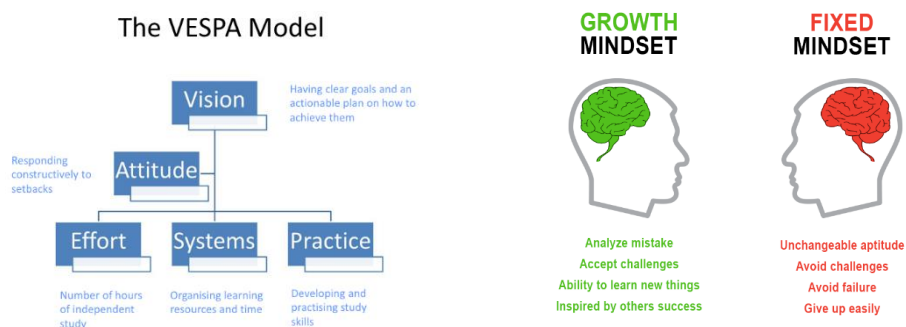 The VESPA Model
Vision
Having clear goals and an
actionable plan on how to
achieve them
Responding
constructively to
setbacks
Attitude
Effort
Systems
Practice
Number of hours
of independent
study
Organising learning
resources and time
Developing and
practising study
skills
GROWTH
MINDSET
Analyze mistake
Accept challenges
Ability to learn new things
Inspired by others success
FIXED
MINDSET
Unchangeable aptitude
Avoid challenges
Avoid failure
Give up easily